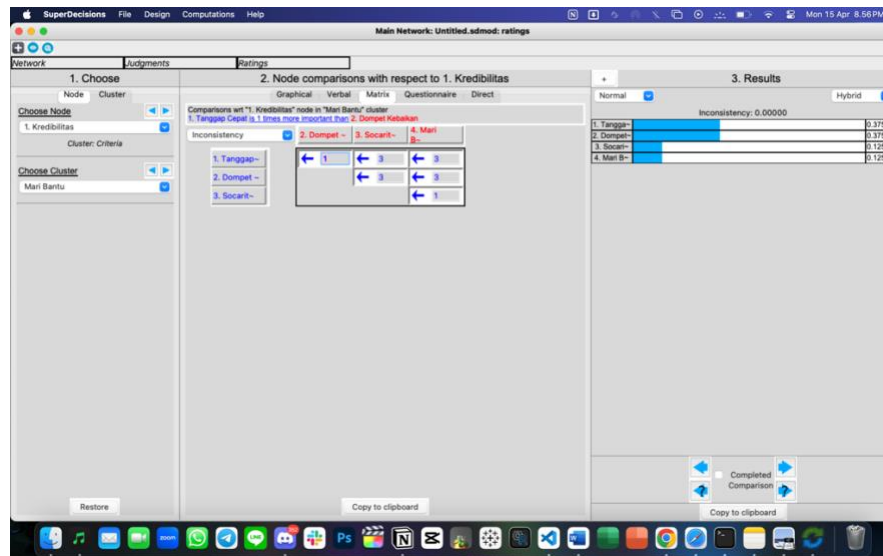 SuperDecisions File Design Computations Help Mon 15 Apr 8.56PM
Main Network: Untitled.sdmod: ratings
Network Judgments Ratings
1. Choose
Node Cluster
Choose Node
1. Kredibilitas
Cluster: Criteria
Choose Cluster
Mari Bantu
Restore
2. Node comparisons with respect to 1. Kredibilitas
Graphical Verbal Matrix Questionnaire Direct
Comparisons wrt "1. Kredibilitas" node in "Mari Bantu" cluster
1. Tanggap Cepat is 1 times more important than 2. Dompet Kebaikan
Inconsistency 2. Dompet ~ 3. Socarit~ 4. Mari B~
1. Tanggap~ 1 3 3
2. Dompet ~ 3 3
3. Socarit~ 1
Copy to clipboard
+ 3. Results
Normal Hybrid
Inconsistency: 0.00000
1. Tangga~ 0.375
2. Dompet~ 0.375
3. Socari~ 0.125
4. Mari B~ 0.125
Completed
Comparison
Copy to clipboard
zoom
Ps